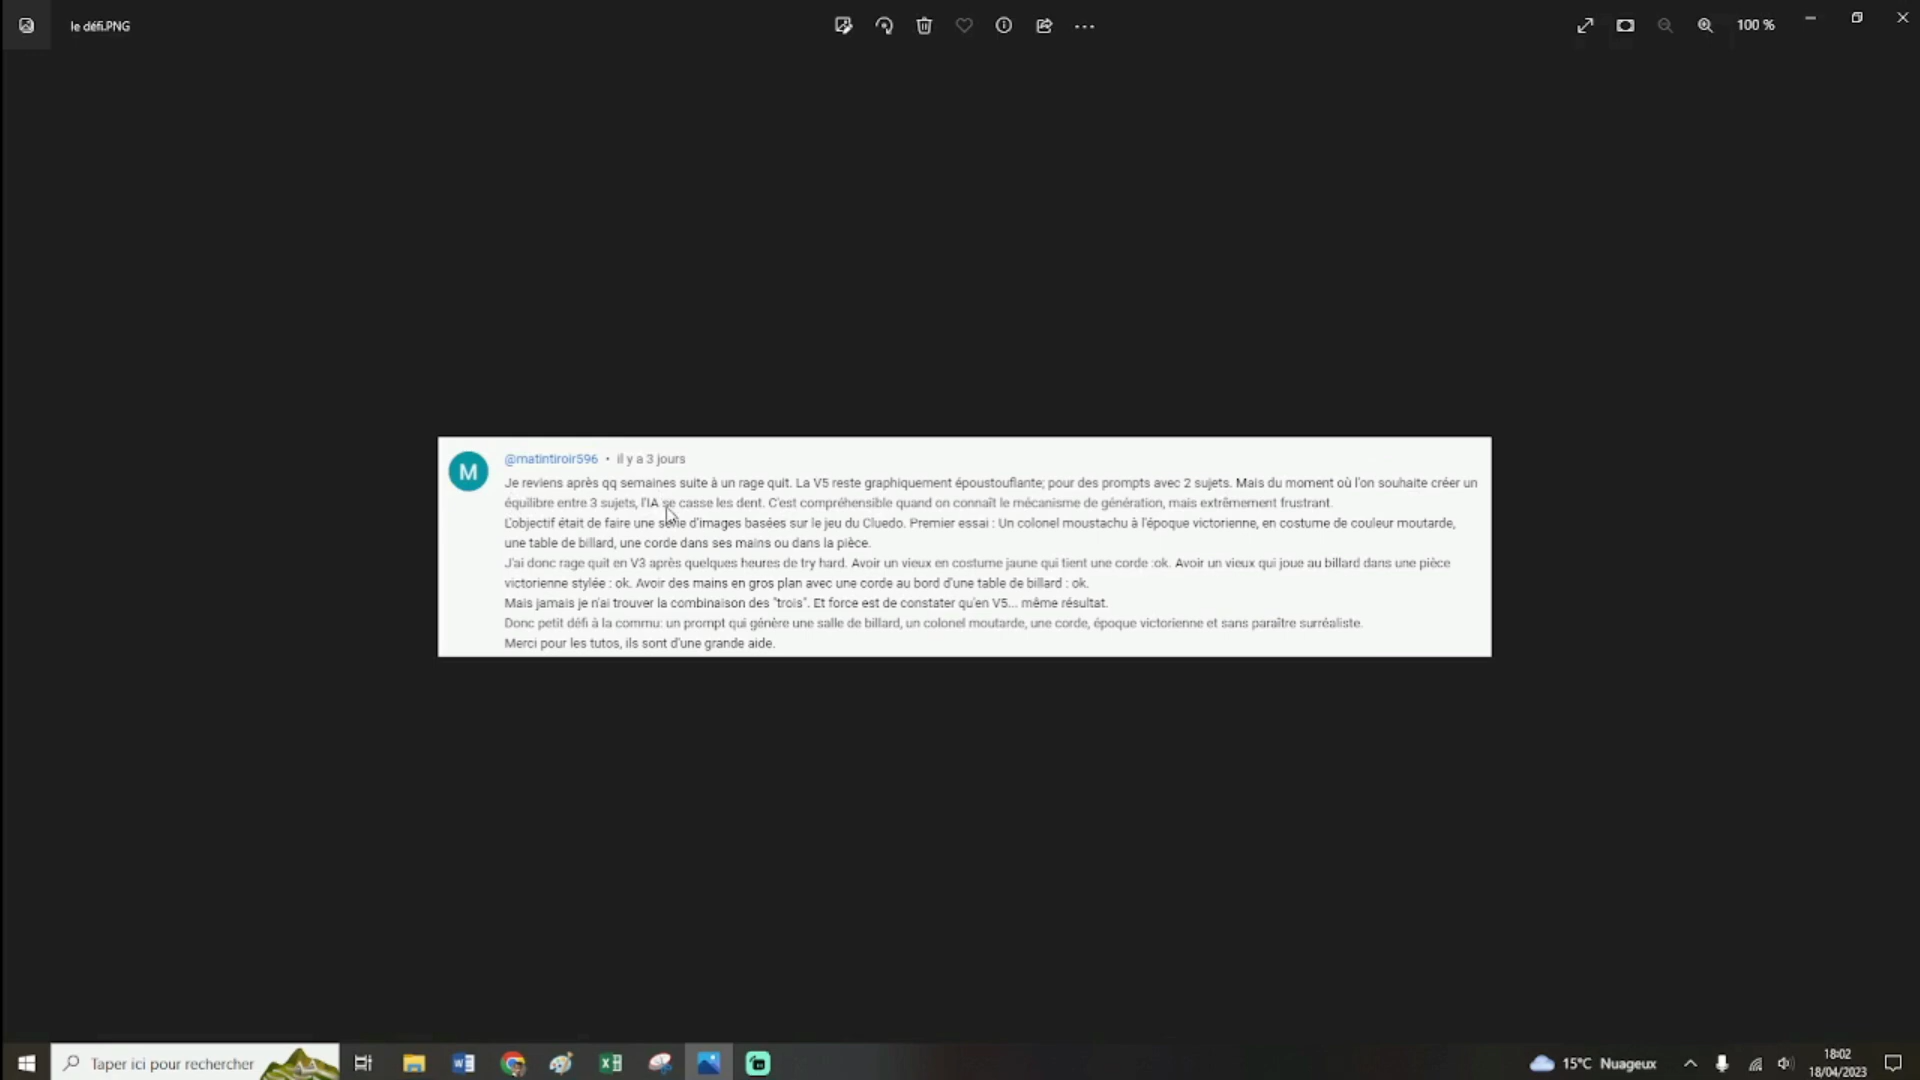 le défi.PNG
100 %
@matintiroir596 • il y a 3 jours
Je reviens après qq semaines suite à un rage quit. La V5 reste graphiquement époustouflante; pour des prompts avec 2 sujets. Mais du moment où l'on souhaite créer un
équilibre entre 3 sujets, l'IA se casse les dent. C'est compréhensible quand on connaît le mécanisme de génération, mais extrêmement frustrant.
L'objectif était de faire une série d'images basées sur le jeu du Cluedo. Premier essai : Un colonel moustachu à l'époque victorienne, en costume de couleur moutarde,
une table de billard, une corde dans ses mains ou dans la pièce.
J'ai donc rage quit en V3 après quelques heures de try hard. Avoir un vieux en costume jaune qui tient une corde :ok. Avoir un vieux qui joue au billard dans une pièce
victorienne stylée : ok. Avoir des mains en gros plan avec une corde au bord d'une table de billard : ok.
Mais jamais je n'ai trouver la combinaison des "trois". Et force est de constater qu'en V5... même résultat.
Donc petit défi à la commu: un prompt qui génère une salle de billard, un colonel moutarde, une corde, époque victorienne et sans paraître surréaliste.
Merci pour les tutos, ils sont d'une grande aide.
M
Taper ici pour rechercher
15°C Nuageux
18:02
18/04/2023